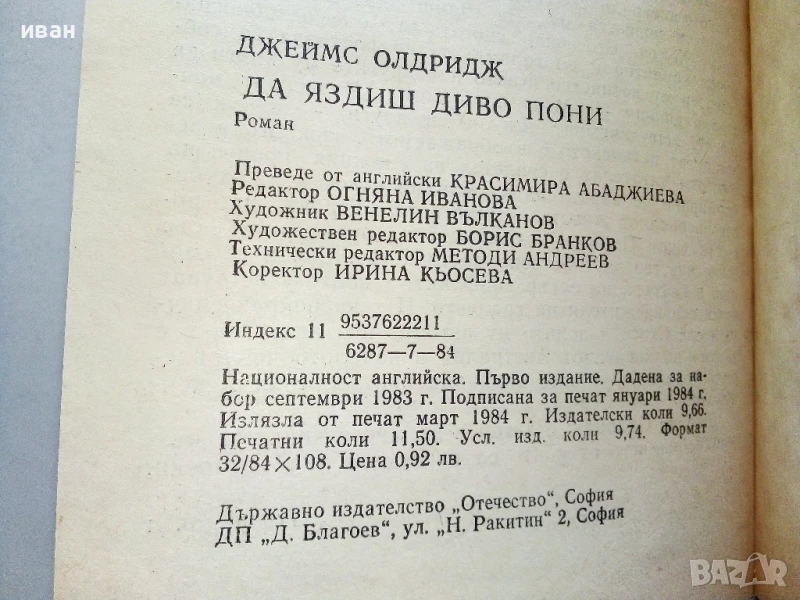 иван
ДЖЕЙМС ОЛДРИДЖ
ДА ЯЗДИШ ДИВО ПОНИ
Роман
Преведе от английски КРАСИМИРА АБАДЖИЕВА
Редактор ОГНЯНА ИВАНОВА
Художник ВЕНЕЛИН ВЪЛКАНОВ
Художествен редактор БОРИС БРАНКОВ
Технически редактор МЕТОДИ АНДРЕЕВ
Коректор ИРИНА КЬОСЕВА
Индекс 11 9537622211
6287—7—84
Националност английска. Първо издание. Дадена за на-
бор септември 1983 г. Подписана за печат януари 1984 г.
Излязла от печат март 1984 г. Издателски коли 9,66.
Печатни коли 11,50. Усл. изд. коли 9,74. Формат
32/84×108. Цена 0,92 лв.
Държавно издателство „Отечество“, София
ДП „Д. Благоев“, ул. „Н. Ракитин“ 2, София
BAZAR